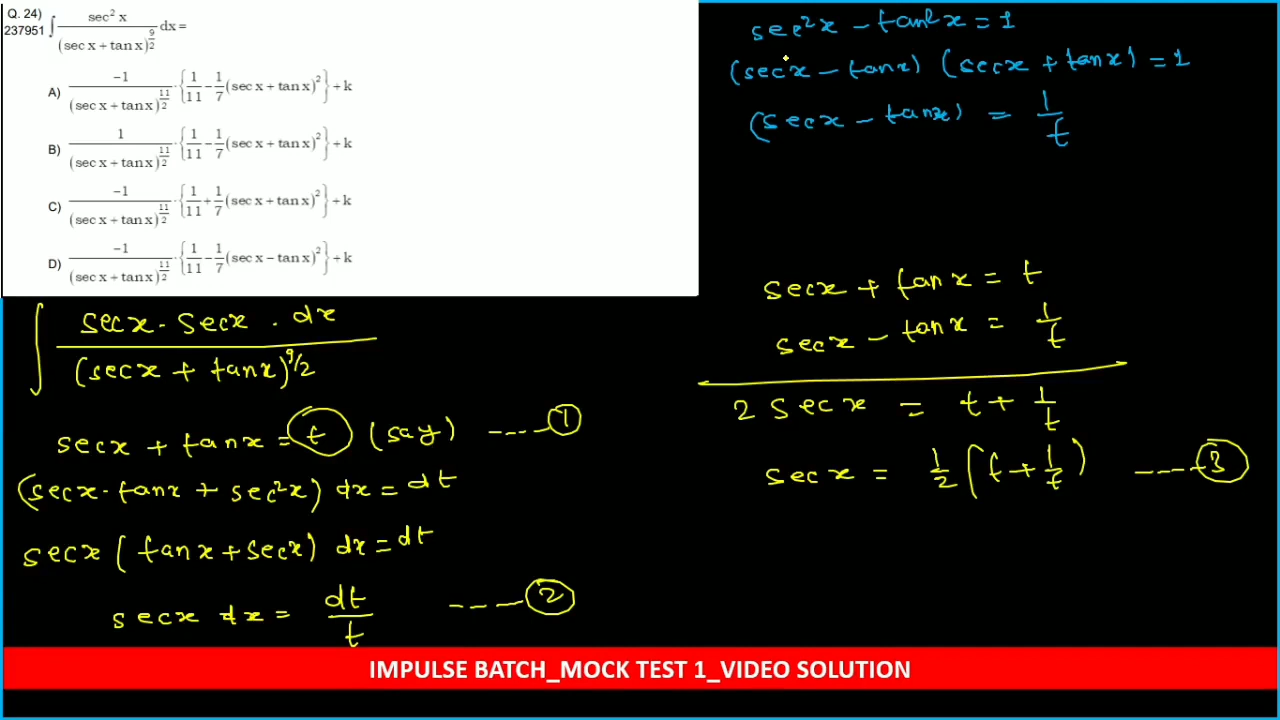 Q. 24)
237951 ∫ sec² x / (sec x + tan x)^(9/2) dx =
A) -1/(sec x + tan x)^(11/2) · {1/11 − 1/7 (sec x + tan x)²} + k
B) 1/(sec x + tan x)^(11/2) · {1/11 − 1/7 (sec x + tan x)²} + k
C) -1/(sec x + tan x)^(11/2) · {1/11 + 1/7 (sec x + tan x)²} + k
D) -1/(sec x + tan x)^(11/2) · {1/11 − 1/7 (sec x − tan x)²} + k
∫ secx · secx · dx / (secx + tanx)^(9/2)
secx + tanx = t (say) ---- ①
(secx·tanx + sec²x) dx = dt
secx (tanx + secx) dx = dt
secx dx = dt/t ---- ②
sec²x − tan²x = 1
(secx − tanx) (secx + tanx) = 1
(secx − tanx) = 1/t
secx + tanx = t
secx − tanx = 1/t
2 secx = t + 1/t
secx = 1/2 (t + 1/t) ---- ③
IMPULSE BATCH_MOCK TEST 1_VIDEO SOLUTION